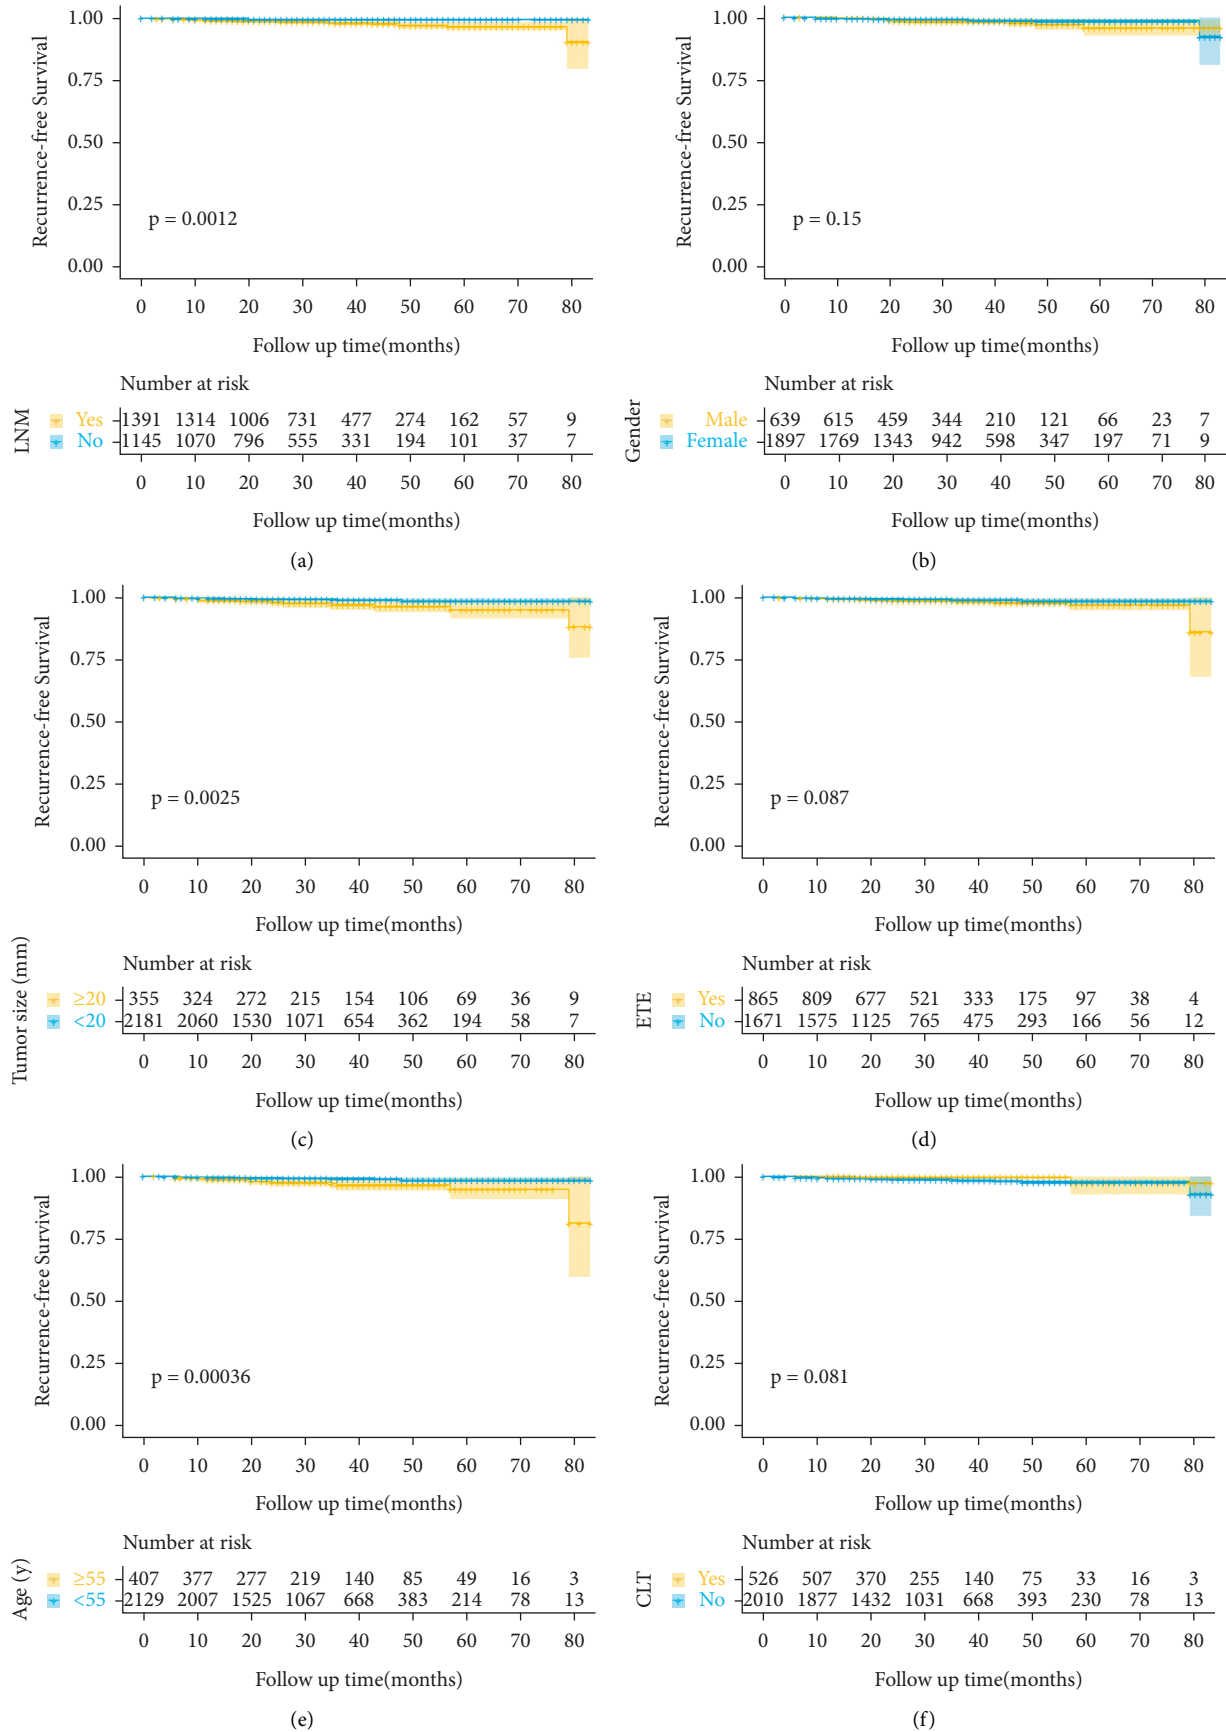 1.00
0.75
0.50
0.25
0.00
Recurrence-free Survival
p = 0.0012
0 10 20 30 40 50 60 70 80
Follow up time(months)
Number at risk
LNM
Yes 1391 1314 1006 731 477 274 162 57 9
No 1145 1070 796 555 331 194 101 37 7
0 10 20 30 40 50 60 70 80
Follow up time(months)
(a)
1.00
0.75
0.50
0.25
0.00
Recurrence-free Survival
p = 0.15
0 10 20 30 40 50 60 70 80
Follow up time(months)
Number at risk
Gender
Male 639 615 459 344 210 121 66 23 7
Female 1897 1769 1343 942 598 347 197 71 9
0 10 20 30 40 50 60 70 80
Follow up time(months)
(b)
1.00
0.75
0.50
0.25
0.00
Recurrence-free Survival
p = 0.0025
0 10 20 30 40 50 60 70 80
Follow up time(months)
Number at risk
Tumor size (mm)
≥20 355 324 272 215 154 106 69 36 9
<20 2181 2060 1530 1071 654 362 194 58 7
0 10 20 30 40 50 60 70 80
Follow up time(months)
(c)
1.00
0.75
0.50
0.25
0.00
Recurrence-free Survival
p = 0.087
0 10 20 30 40 50 60 70 80
Follow up time(months)
Number at risk
ETE
Yes 865 809 677 521 333 175 97 38 4
No 1671 1575 1125 765 475 293 166 56 12
0 10 20 30 40 50 60 70 80
Follow up time(months)
(d)
1.00
0.75
0.50
0.25
0.00
Recurrence-free Survival
p = 0.00036
0 10 20 30 40 50 60 70 80
Follow up time(months)
Number at risk
Age (y)
≥55 407 377 277 219 140 85 49 16 3
<55 2129 2007 1525 1067 668 383 214 78 13
0 10 20 30 40 50 60 70 80
Follow up time(months)
(e)
1.00
0.75
0.50
0.25
0.00
Recurrence-free Survival
p = 0.081
0 10 20 30 40 50 60 70 80
Follow up time(months)
Number at risk
CLT
Yes 526 507 370 255 140 75 33 16 3
No 2010 1877 1432 1031 668 393 230 78 13
0 10 20 30 40 50 60 70 80
Follow up time(months)
(f)